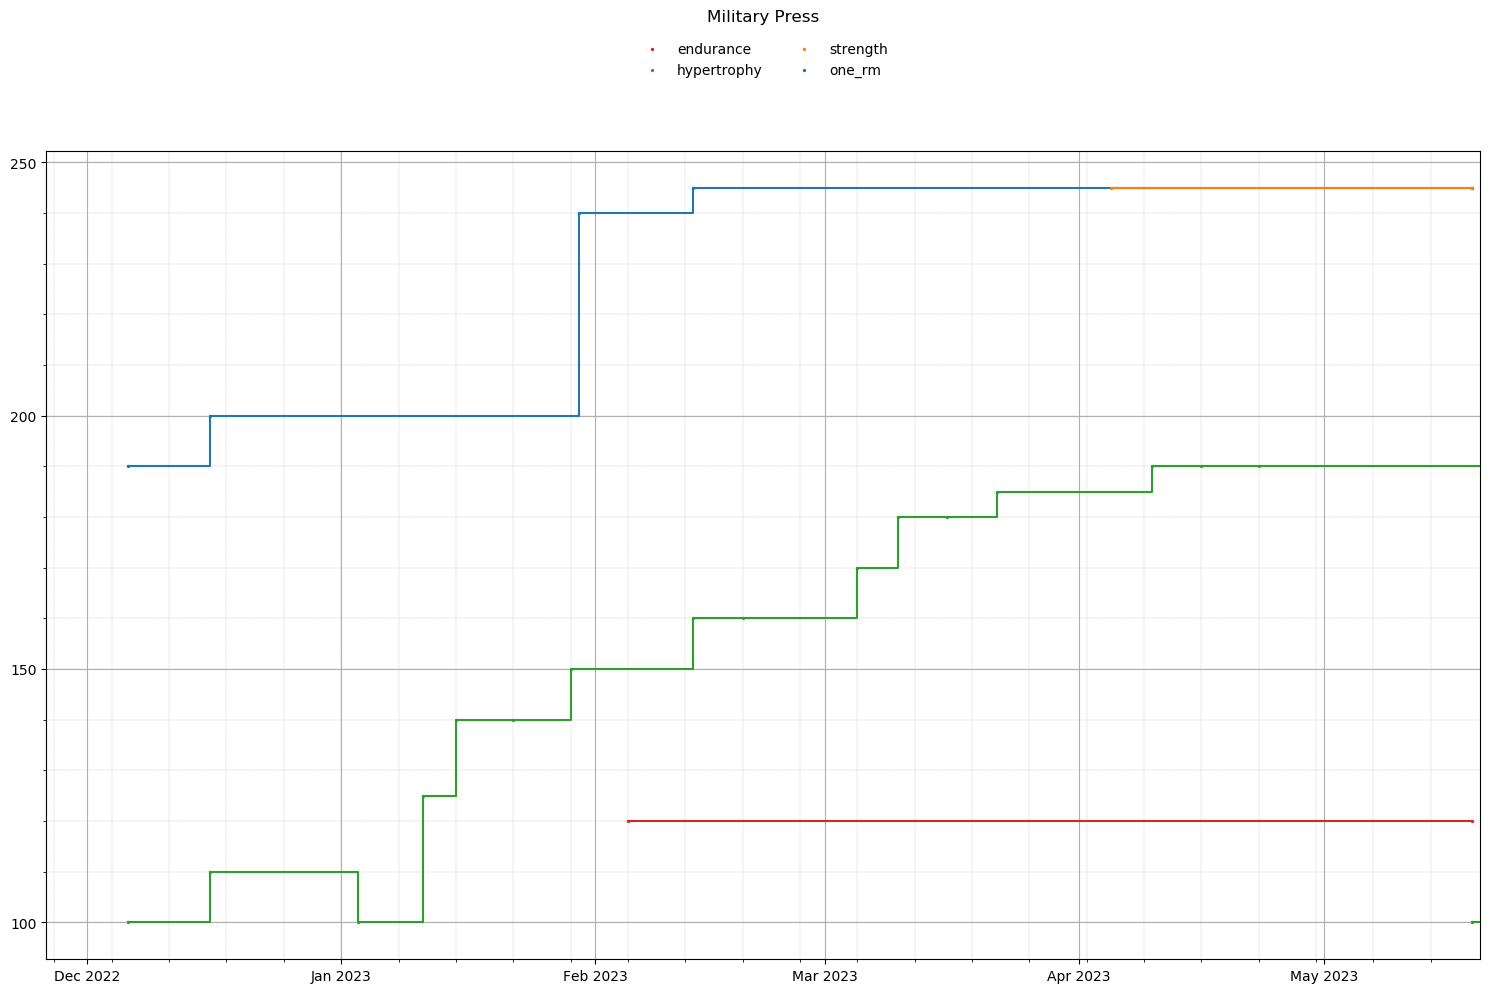 Military Press
endurance strength
hypertrophy one_rm
250
200
150
100
Dec 2022 Jan 2023 Feb 2023 Mar 2023 Apr 2023 May 2023